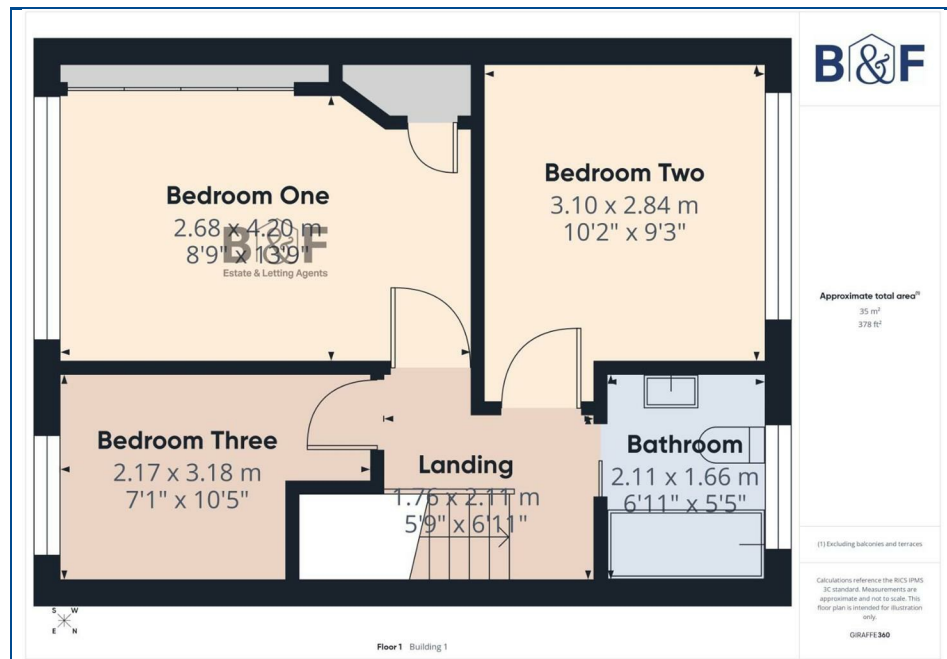 B&F
Bedroom One
2.68 x 4.20 m
8'9" x 13'9"
B&F
Estate & Letting Agents
Bedroom Two
3.10 x 2.84 m
10'2" x 9'3"
Approximate total area⁽¹⁾
35 m²
378 ft²
Bedroom Three
2.17 x 3.18 m
7'1" x 10'5"
Landing
1.76 x 2.11 m
5'9" x 6'11"
Bathroom
2.11 x 1.66 m
6'11" x 5'5"
(1) Excluding balconies and terraces
Calculations reference the RICS IPMS
3C standard. Measurements are
approximate and not to scale. This
floor plan is intended for illustration
only.
GIRAFFE360
S W
E N
Floor 1 Building 1